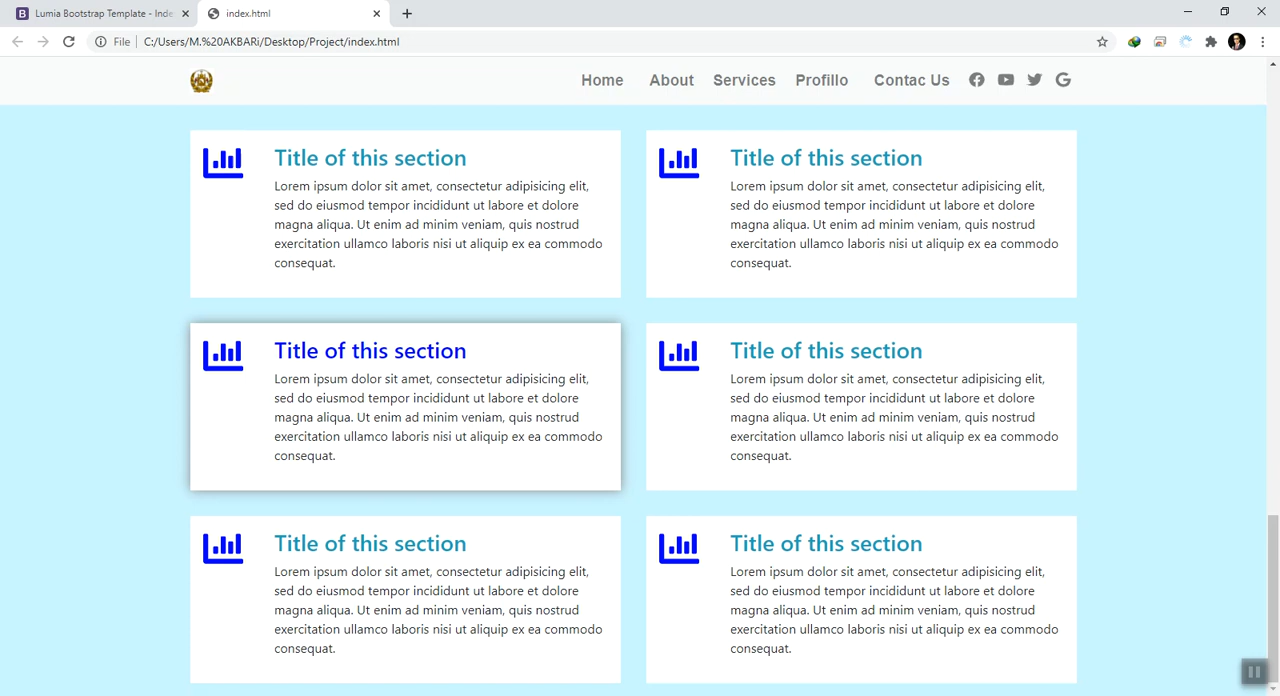 Lumia Bootstrap Template - Inde
index.html
File
C:/Users/M.%20AKBARi/Desktop/Project/index.html
Home About Services Profillo Contac Us
Title of this section
Lorem ipsum dolor sit amet, consectetur adipisicing elit,
sed do eiusmod tempor incididunt ut labore et dolore
magna aliqua. Ut enim ad minim veniam, quis nostrud
exercitation ullamco laboris nisi ut aliquip ex ea commodo
consequat.
Title of this section
Lorem ipsum dolor sit amet, consectetur adipisicing elit,
sed do eiusmod tempor incididunt ut labore et dolore
magna aliqua. Ut enim ad minim veniam, quis nostrud
exercitation ullamco laboris nisi ut aliquip ex ea commodo
consequat.
Title of this section
Lorem ipsum dolor sit amet, consectetur adipisicing elit,
sed do eiusmod tempor incididunt ut labore et dolore
magna aliqua. Ut enim ad minim veniam, quis nostrud
exercitation ullamco laboris nisi ut aliquip ex ea commodo
consequat.
Title of this section
Lorem ipsum dolor sit amet, consectetur adipisicing elit,
sed do eiusmod tempor incididunt ut labore et dolore
magna aliqua. Ut enim ad minim veniam, quis nostrud
exercitation ullamco laboris nisi ut aliquip ex ea commodo
consequat.
Title of this section
Lorem ipsum dolor sit amet, consectetur adipisicing elit,
sed do eiusmod tempor incididunt ut labore et dolore
magna aliqua. Ut enim ad minim veniam, quis nostrud
exercitation ullamco laboris nisi ut aliquip ex ea commodo
consequat.
Title of this section
Lorem ipsum dolor sit amet, consectetur adipisicing elit,
sed do eiusmod tempor incididunt ut labore et dolore
magna aliqua. Ut enim ad minim veniam, quis nostrud
exercitation ullamco laboris nisi ut aliquip ex ea commodo
consequat.